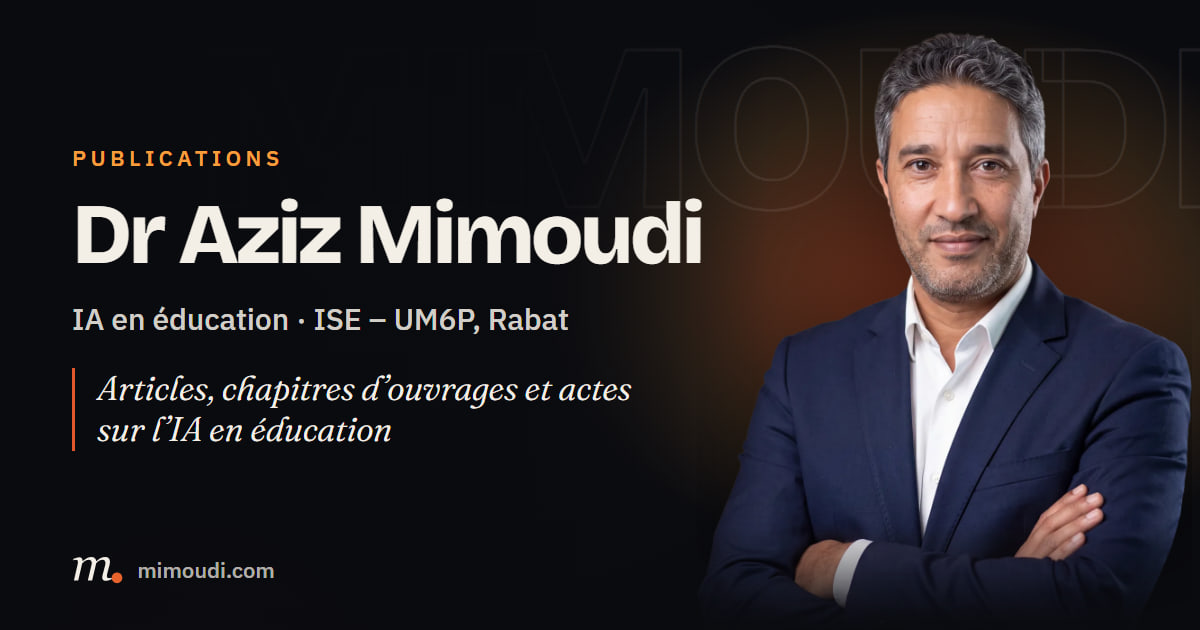 MIMOUDI
PUBLICATIONS
Dr Aziz Mimoudi
IA en éducation · ISE – UM6P, Rabat
Articles, chapitres d’ouvrages et actes
sur l’IA en éducation
m.
mimoudi.com